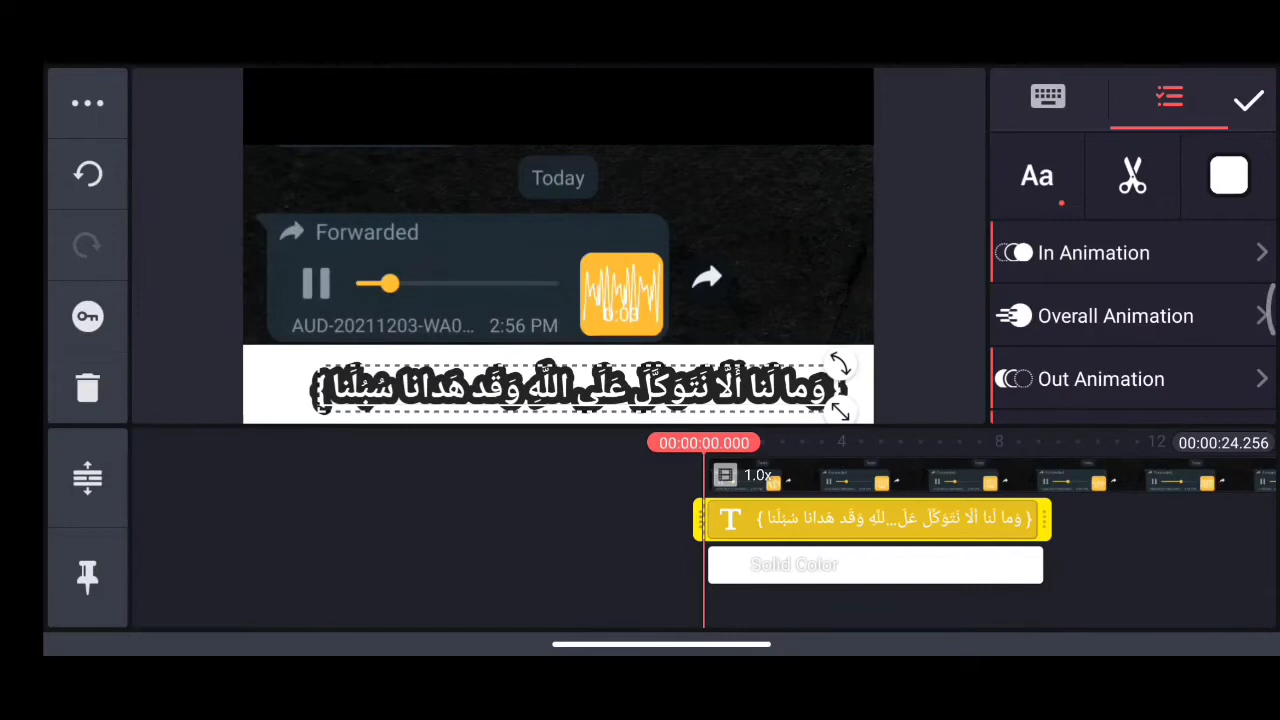 Today
Forwarded
0:03
AUD-20211203-WA0... 2:56 PM
وَما لَنا أَلّا نَتَوَكَّلَ عَلَى اللَّهِ وَقَد هَدانا سُبُلَنا {
Aa
In Animation
Overall Animation
Out Animation
00:00:00.000 4 8 12 00:00:24.256
1.0x
T { وَما لَنا أَلّا نَتَوَكَّلَ عَلَ...للَّهِ وَقَد هَدانا سُبُلَنا }
Solid Color